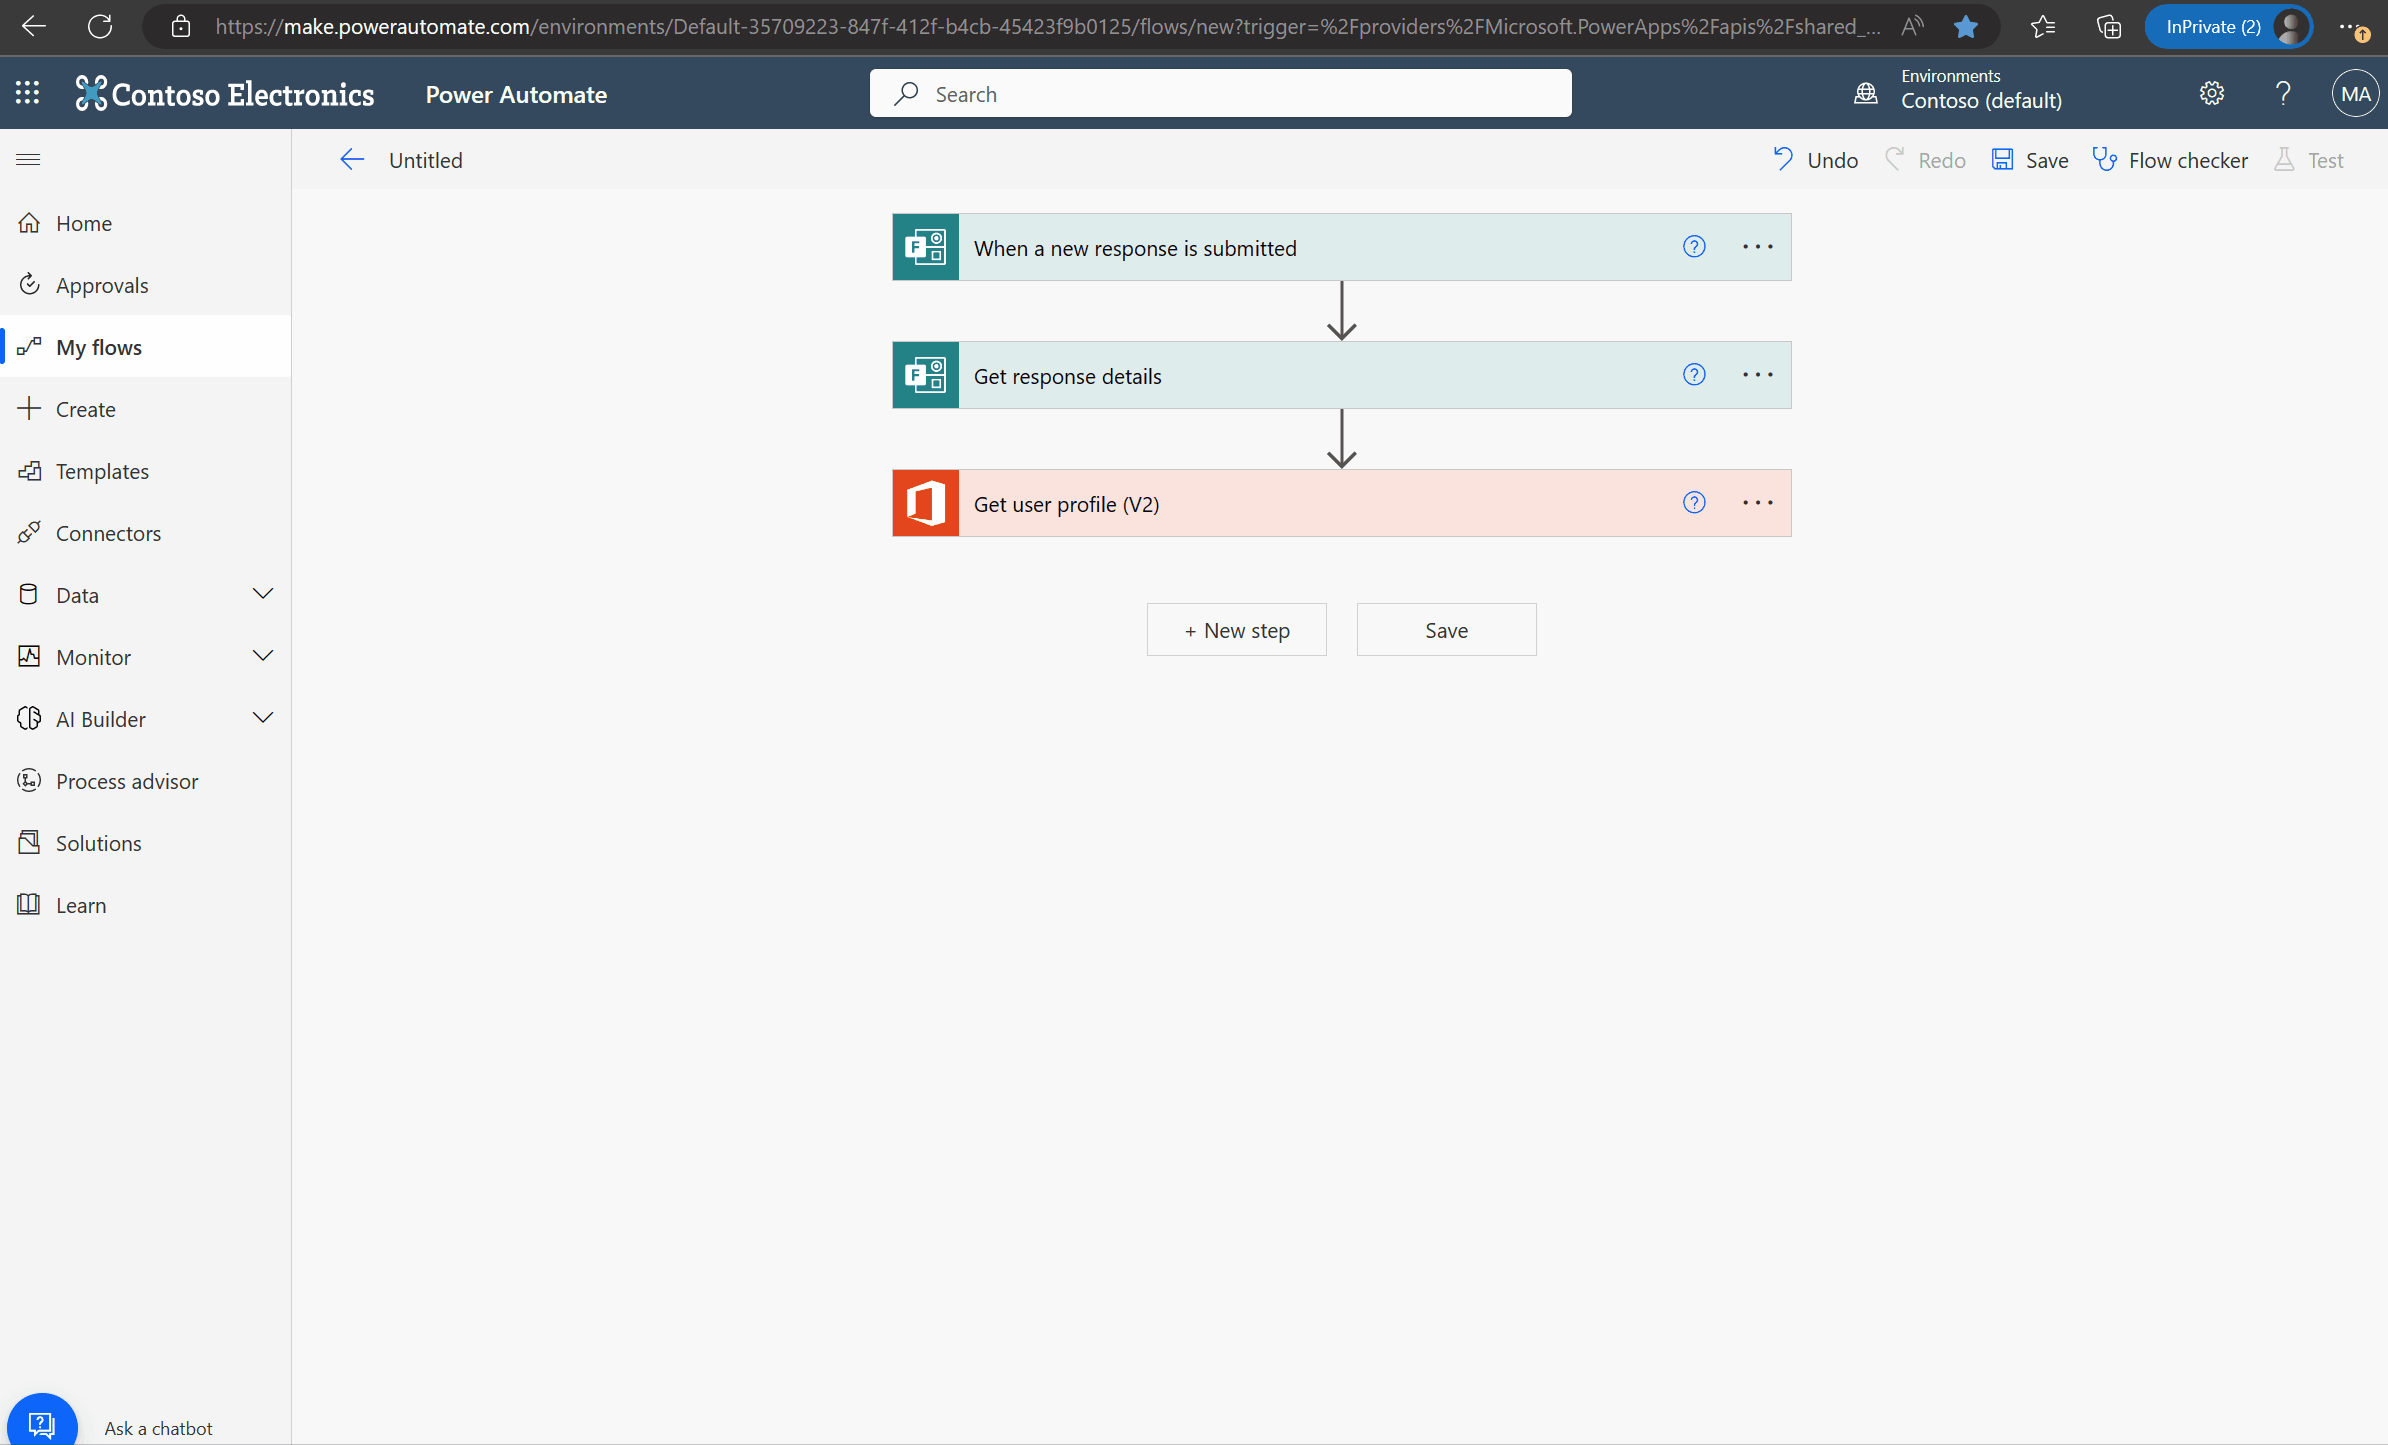 https://make.powerautomate.com/environments/Default-35709223-847f-412f-b4cb-45423f9b0125/flows/new?trigger=%2Fproviders%2FMicrosoft.PowerApps%2Fapis%2Fshared_...
InPrivate (2)
Contoso Electronics
Power Automate
Search
Environments
Contoso (default)
MA
Untitled
Undo
Redo
Save
Flow checker
Test
Home
Approvals
My flows
Create
Templates
Connectors
Data
Monitor
AI Builder
Process advisor
Solutions
Learn
Ask a chatbot
When a new response is submitted
Get response details
Get user profile (V2)
+ New step
Save